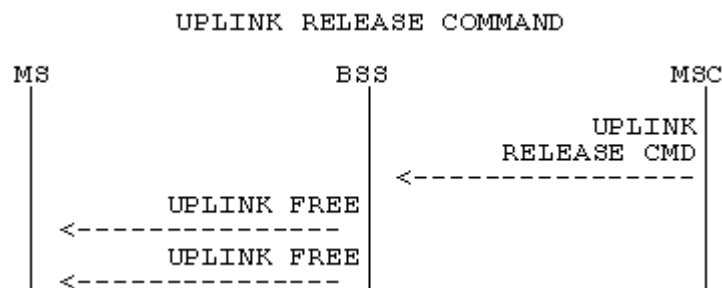 UPLINK RELEASE COMMAND
MS BSS MSC
UPLINK
RELEASE CMD
UPLINK FREE
UPLINK FREE